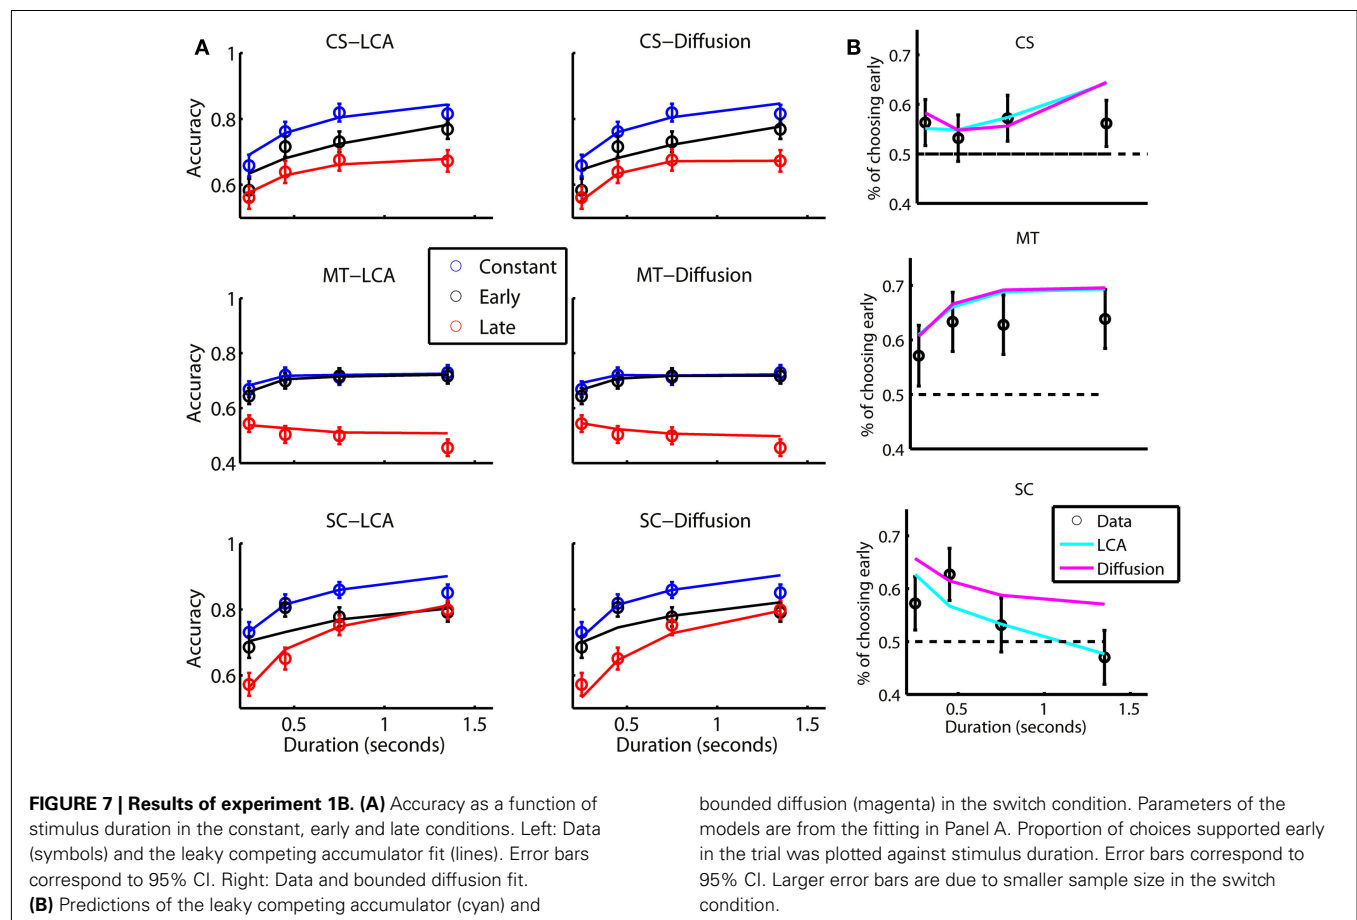 A
CS−LCA
1
0.8
0.6
Accuracy
0.5
1
1.5
CS−Diffusion
0.5
1
1.5
MT−LCA
1
0.8
0.6
0.4
Accuracy
Constant
Early
Late
MT−Diffusion
SC−LCA
1
0.8
0.6
Accuracy
0.5
1
1.5
Duration (seconds)
SC−Diffusion
0.5
1
1.5
Duration (seconds)
B
CS
0.7
0.6
0.5
0.4
% of choosing early
MT
0.7
0.6
0.5
0.4
% of choosing early
SC
0.7
0.6
0.5
0.4
% of choosing early
Data
LCA
Diffusion
0.5
1
1.5
Duration (seconds)
FIGURE 7 | Results of experiment 1B. (A) Accuracy as a function of
stimulus duration in the constant, early and late conditions. Left: Data
(symbols) and the leaky competing accumulator fit (lines). Error bars
correspond to 95% CI. Right: Data and bounded diffusion fit.
(B) Predictions of the leaky competing accumulator (cyan) and
bounded diffusion (magenta) in the switch condition. Parameters of the
models are from the fitting in Panel A. Proportion of choices supported early
in the trial was plotted against stimulus duration. Error bars correspond to
95% CI. Larger error bars are due to smaller sample size in the switch
condition.